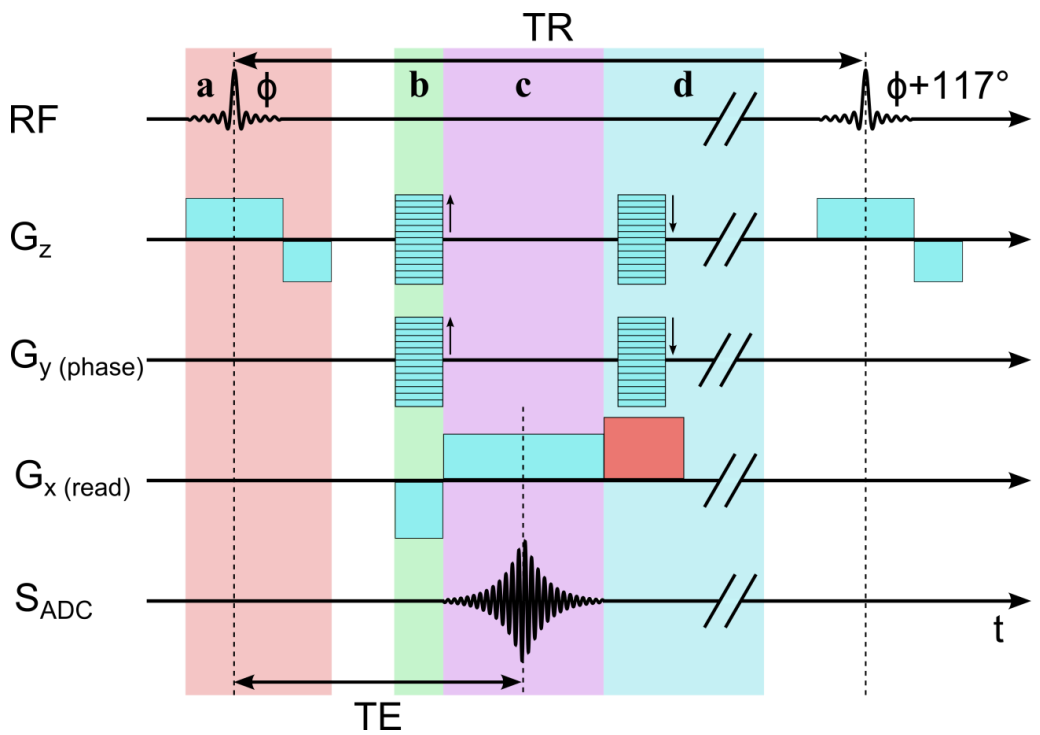 TR
a ϕ b c d ϕ+117°
RF
Gz
Gy (phase)
Gx (read)
SADC
t
TE